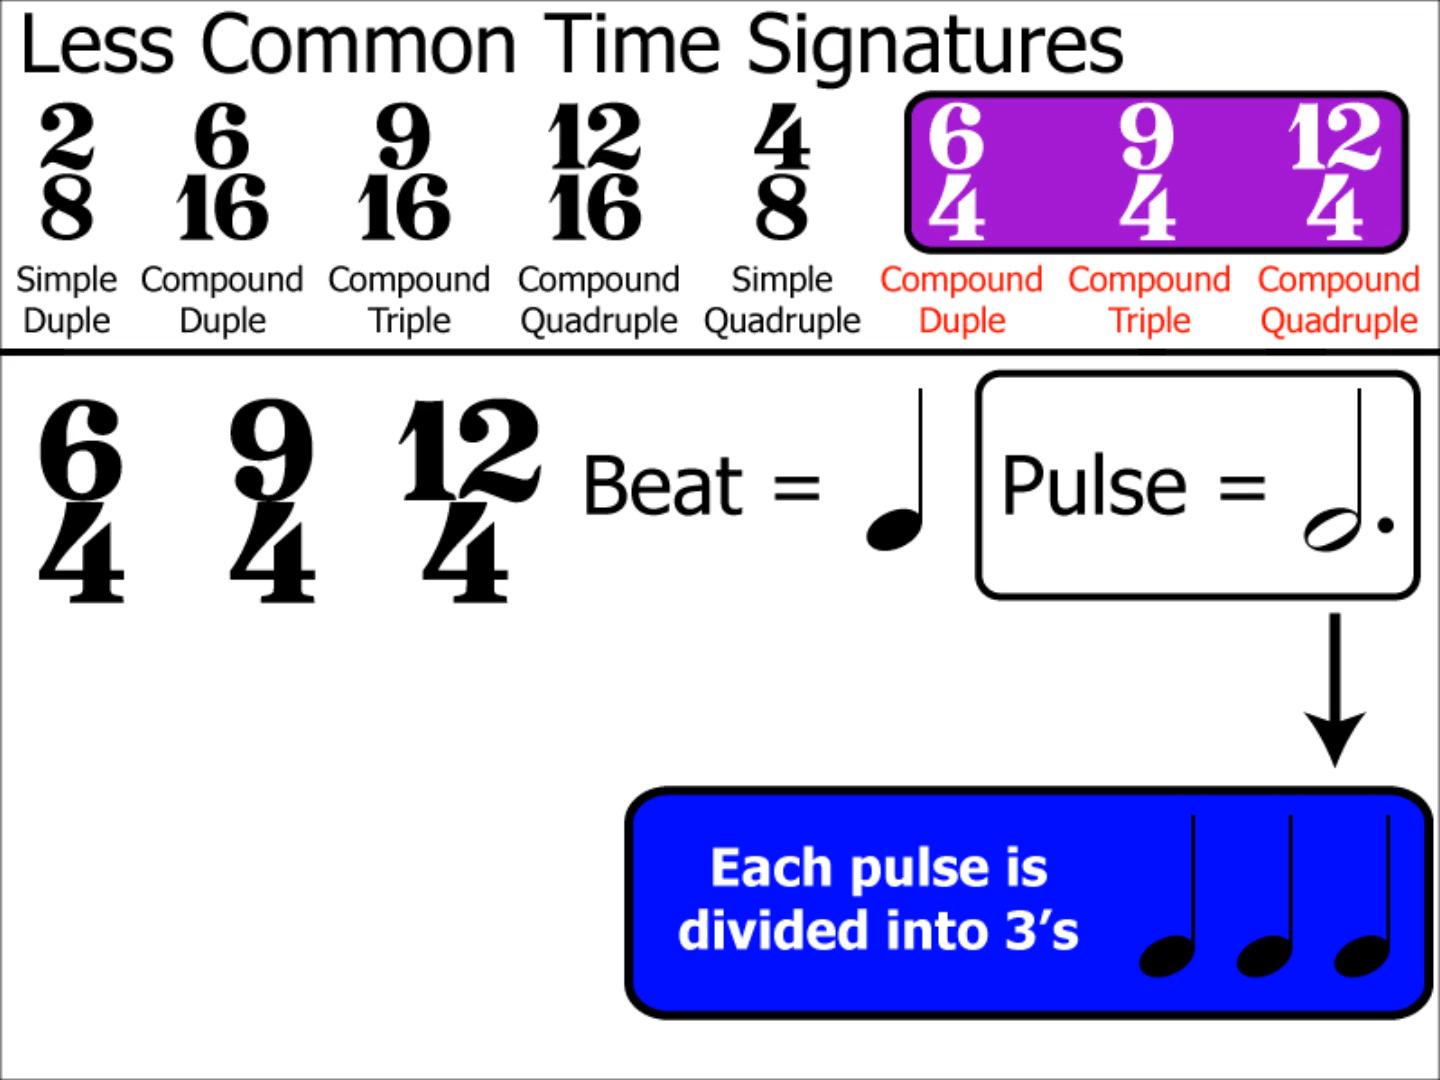 Less Common Time Signatures
2 6 9 12 4 6 9 12
8 16 16 16 8 4 4 4
Simple Compound Compound Compound Simple Compound Compound Compound
Duple Duple Triple Quadruple Quadruple Duple Triple Quadruple
6 9 12 Beat = Pulse =
4 4 4
Each pulse is
divided into 3’s